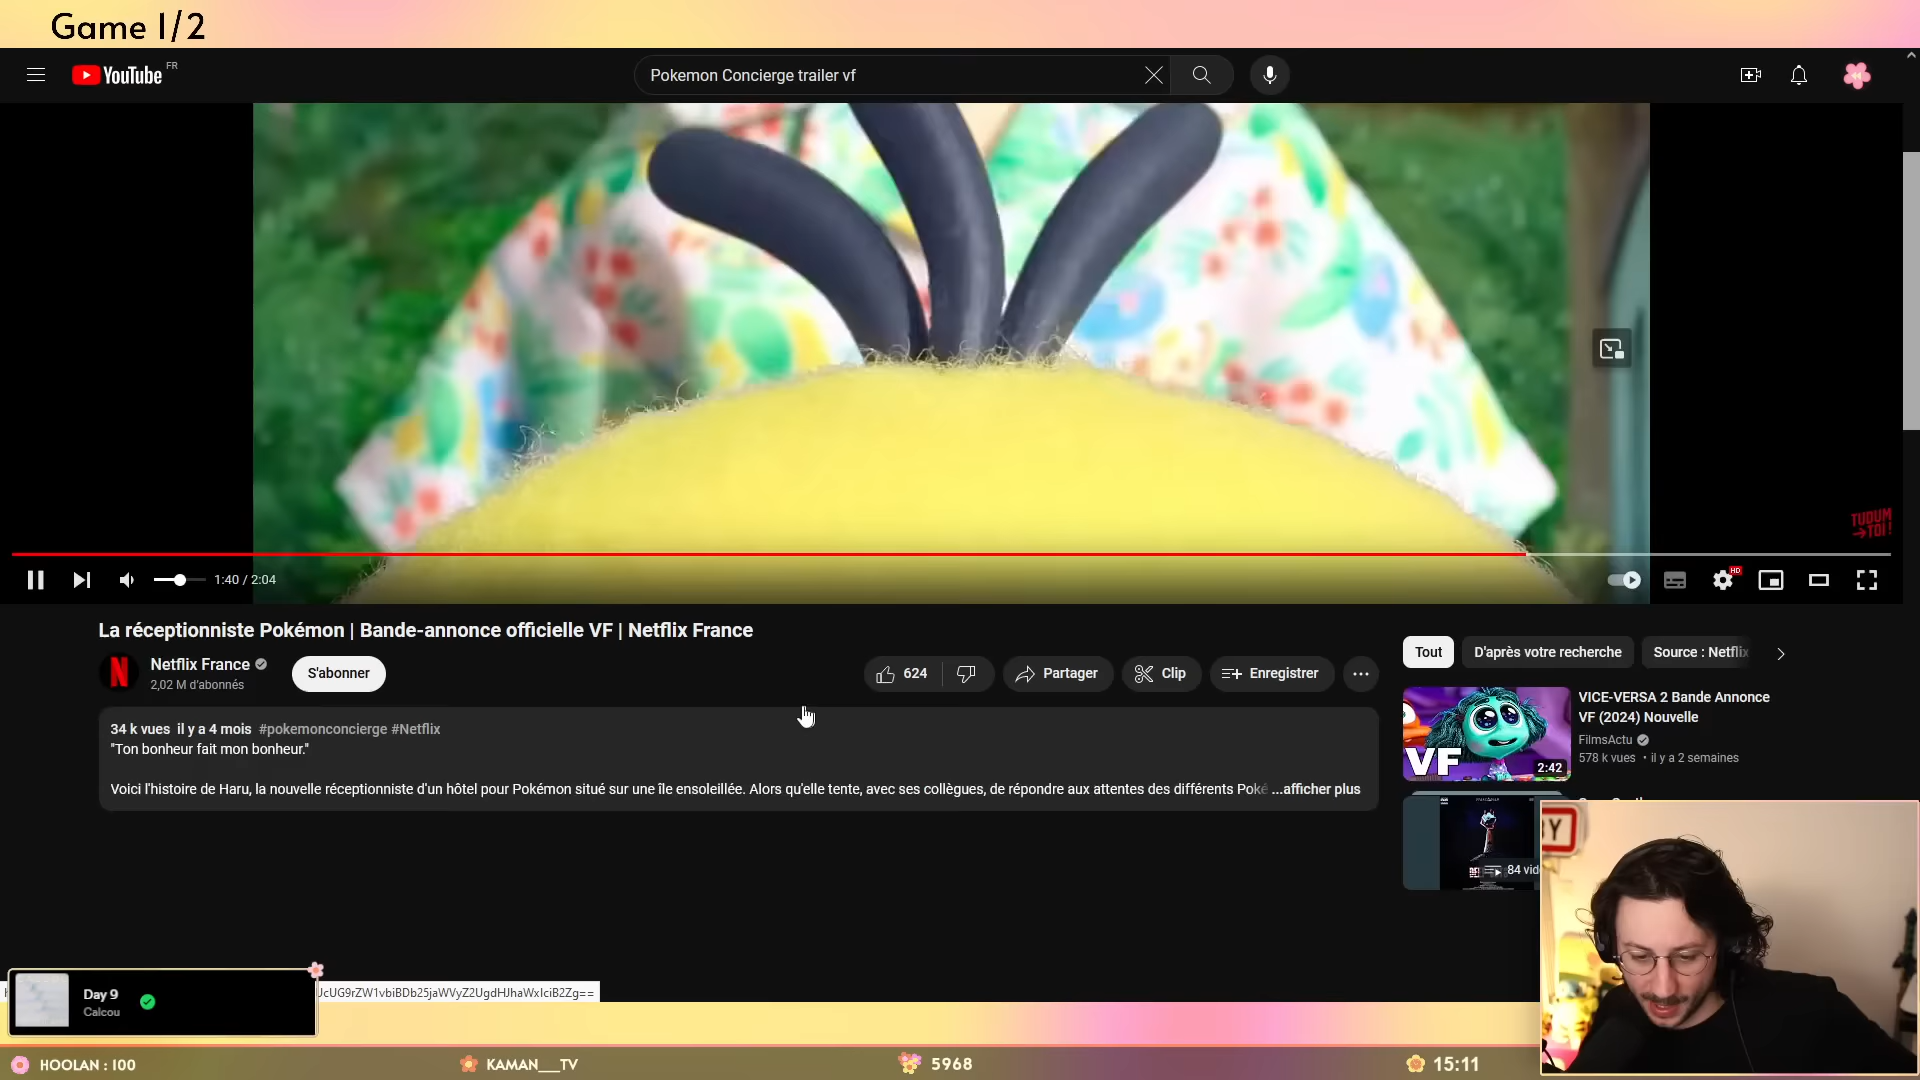 Game 1/2
YouTube FR
Pokemon Concierge trailer vf
TUDUM
TOI!
1:40 / 2:04
HD
La réceptionniste Pokémon | Bande-annonce officielle VF | Netflix France
Netflix France
2,02 M d'abonnés
S'abonner
624
Partager
Clip
Enregistrer
34 k vues il y a 4 mois #pokemonconcierge #Netflix
"Ton bonheur fait mon bonheur."
Voici l'histoire de Haru, la nouvelle réceptionniste d'un hôtel pour Pokémon situé sur une île ensoleillée. Alors qu'elle tente, avec ses collègues, de répondre aux attentes des différents Poké ...afficher plus
Tout
D'après votre recherche
Source : Netflix
VF
2:42
VICE-VERSA 2 Bande Annonce
VF (2024) Nouvelle
FilmsActu
578 k vues • il y a 2 semaines
84 vid
BY
Day 9
Calcou
HOOLAN : 100
KAMAN___TV
5968
15:11